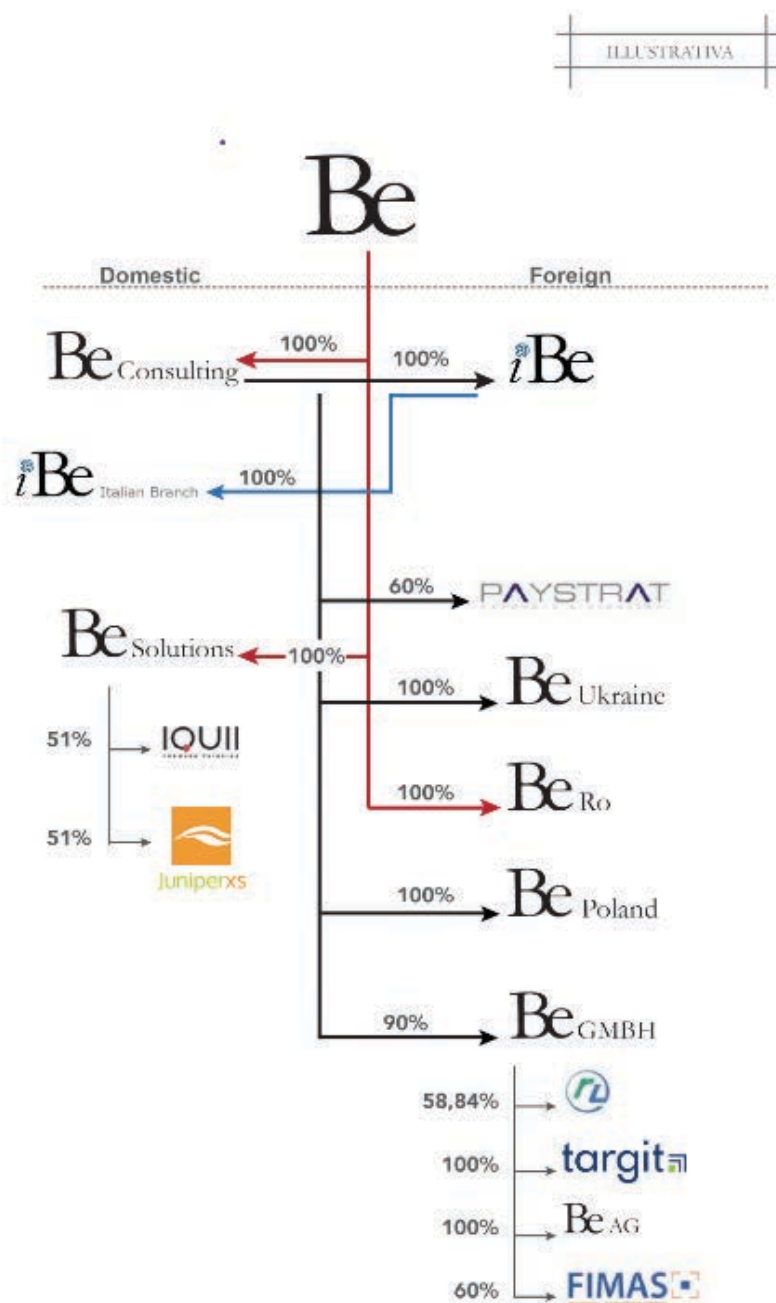 ILLUSTRATIVA
Be
Domestic Foreign
100%
100%
Be Consulting
iBe
100%
iBe Italian Branch
60%
PAYSTRAT
Be Solutions
100%
100%
Be Ukraine
51%
IQUII
100%
Be Ro
51%
Juniperxs
100%
Be Poland
90%
Be GMBH
58,84%
rL
100%
targit
100%
Be AG
60%
FIMAS